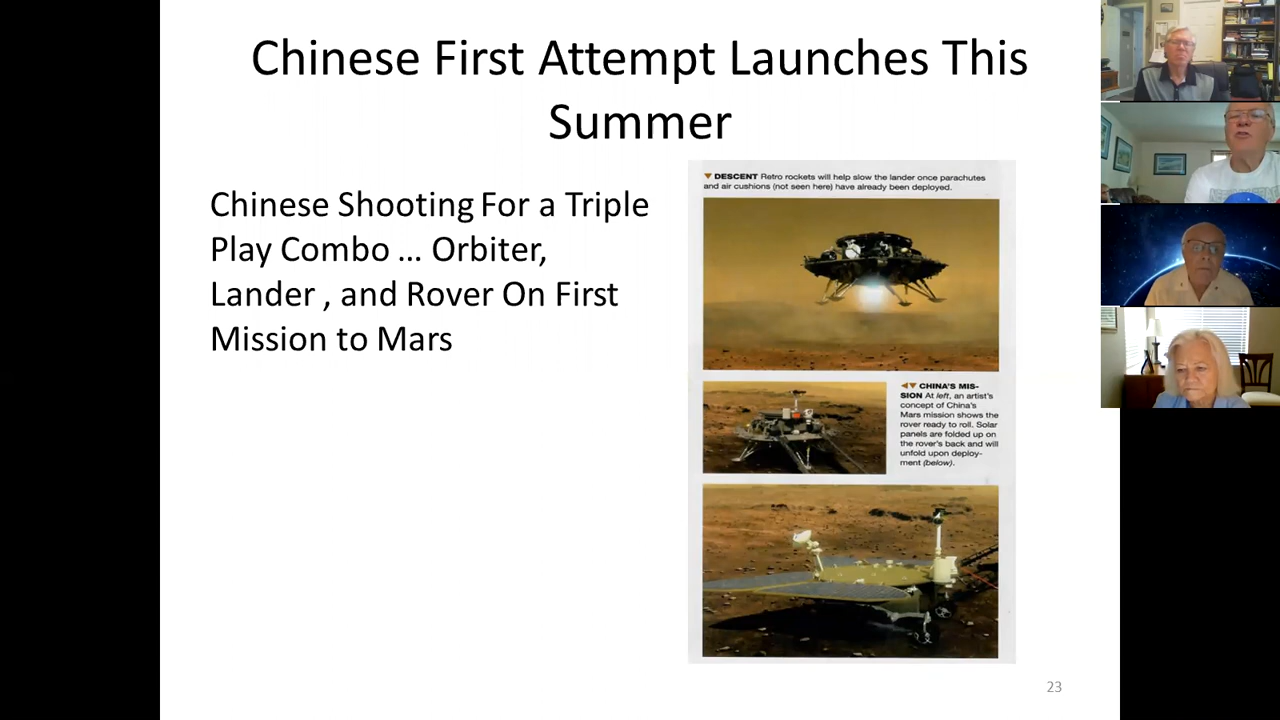 Chinese First Attempt Launches This
Summer
Chinese Shooting For a Triple
Play Combo ... Orbiter,
Lander , and Rover On First
Mission to Mars
DESCENT Retro rockets will help slow the lander once parachutes
and air cushions (not seen here) have already been deployed.
CHINA'S MIS-
SION At left, an artist's
concept of China's
Mars mission shows the
rover ready to roll. Solar
panels are folded up on
the rover's back and will
unfold upon deploy-
ment (below).
23